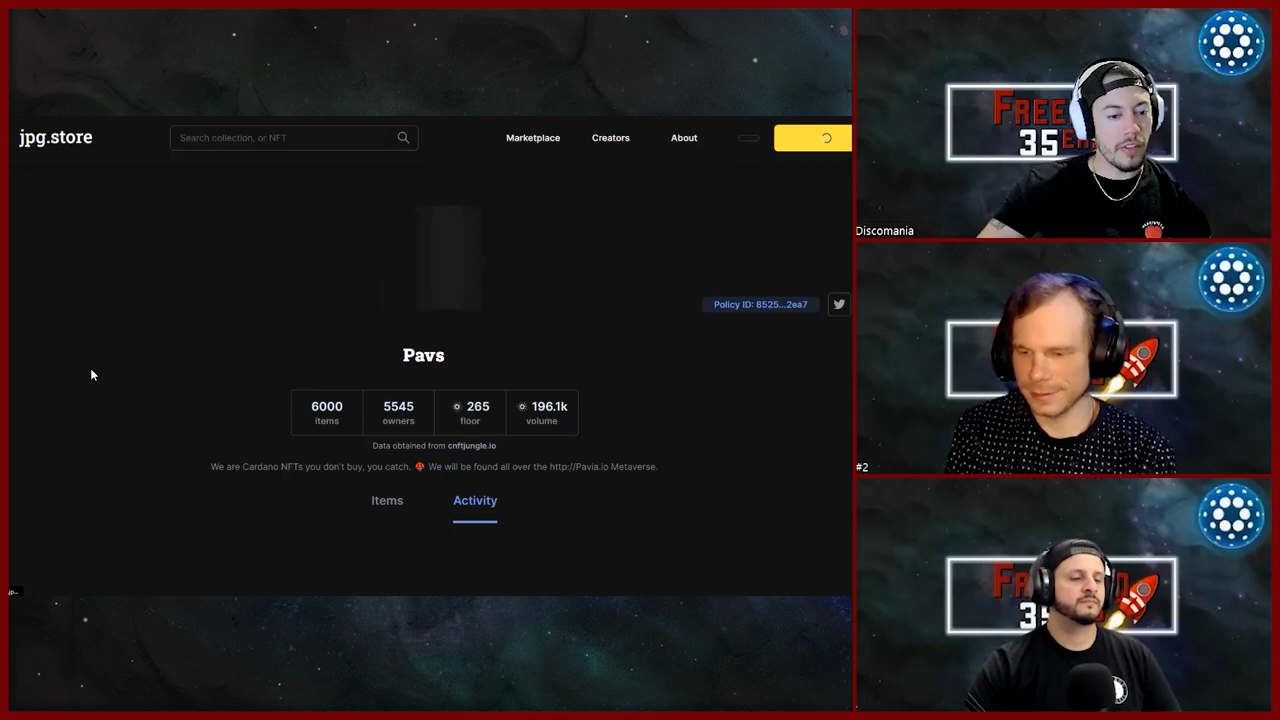 jpg.store
Search collection, or NFT
Marketplace
Creators
About
Policy ID: 8525...2ea7
Pavs
6000
items
5545
owners
265
floor
196.1k
volume
Data obtained from cnftjungle.io
We are Cardano NFTs you don't buy, you catch. We will be found all over the http://Pavia.io Metaverse.
Items
Activity
Discomania
35
#2
35